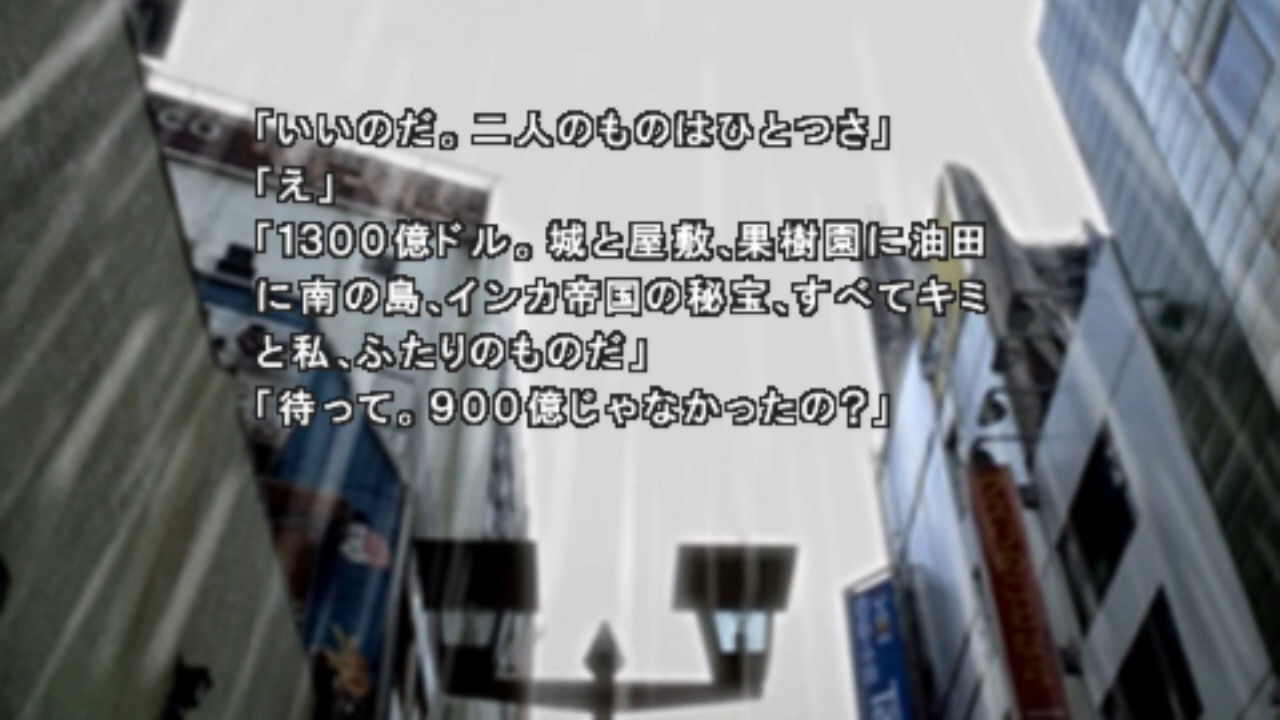 「いいのだ。二人のものはひとつさ」
「え」
「1300億ドル。城と屋敷、果樹園に油田
に南の島、インカ帝国の秘宝、すべてキミ
と私、ふたりのものだ」
「待って。900億じゃなかったの？」